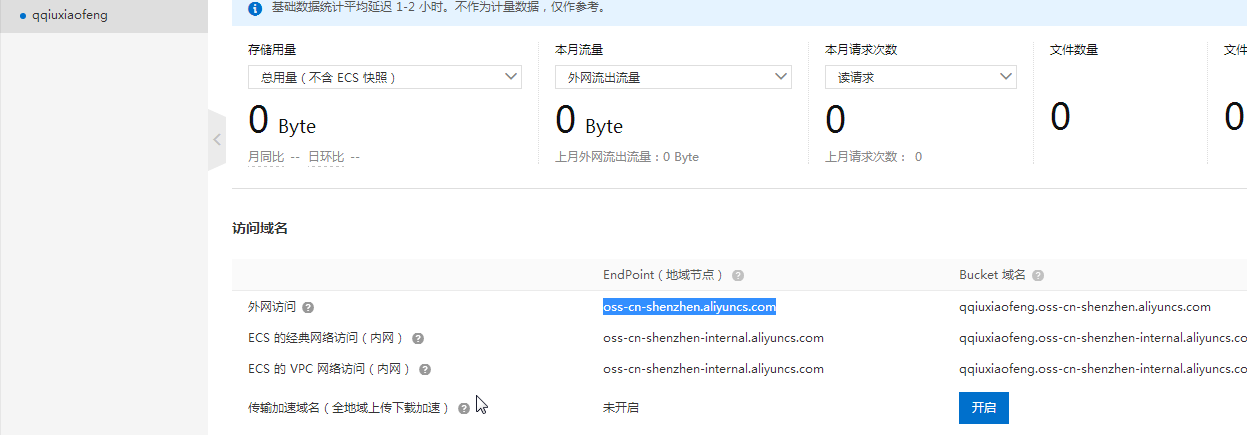 qqiuxiaofeng
基础数据统计平均延迟 1-2 小时。不作为计量数据，仅作参考。
存储用量 本月流量 本月请求次数 文件数量 文件
总用量（不含 ECS 快照） 外网流出流量 读请求
0 Byte 0 Byte 0 0 0
月同比 -- 日环比 -- 上月外网流出流量：0 Byte 上月请求次数： 0
访问域名
EndPoint（地域节点） Bucket 域名
外网访问 oss-cn-shenzhen.aliyuncs.com qqiuxiaofeng.oss-cn-shenzhen.aliyuncs.com
ECS 的经典网络访问（内网） oss-cn-shenzhen-internal.aliyuncs.com qqiuxiaofeng.oss-cn-shenzhen-internal.aliyuncs.co
ECS 的 VPC 网络访问（内网） oss-cn-shenzhen-internal.aliyuncs.com qqiuxiaofeng.oss-cn-shenzhen-internal.aliyuncs.co
传输加速域名（全地域上传下载加速） 未开启 开启